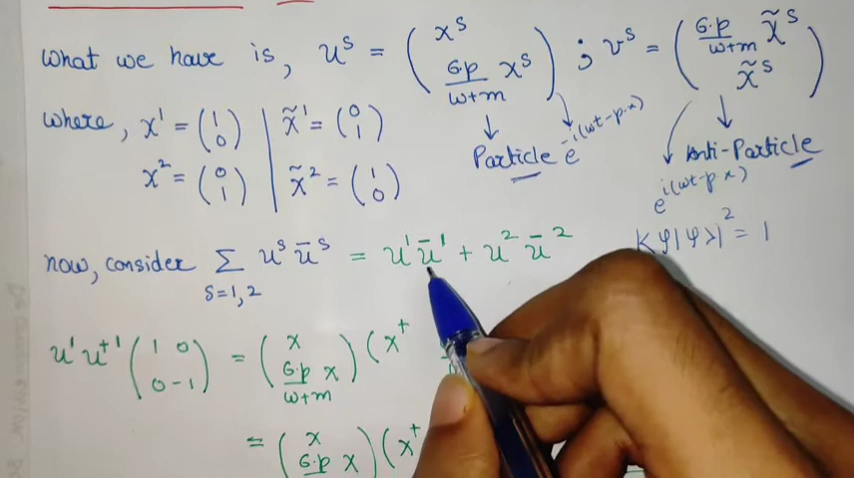 What we have is, u^s = ( χ^s ; σ·p/(ω+m) χ^s ) ; v^s = ( σ·p/(ω+m) χ̃^s ; χ̃^s )
where, χ^1 = ( 1 ; 0 ) | χ̃^1 = ( 0 ; 1 )
χ^2 = ( 0 ; 1 ) | χ̃^2 = ( 1 ; 0 )
↓ Particle e^{-i(ωt-p·x)}
↓ Anti-Particle
e^{i(ωt-p·x)}
|<φ|φ>|^2 = 1
now, consider Σ_{s=1,2} u^s ū^s = u^1 ū^1 + u^2 ū^2
u^1 u^{+1} ( 1 0 ; 0 -1 ) = ( χ ; σ·p/(ω+m) χ ) ( χ^+
= ( χ ; σ·p χ ) ( χ^+